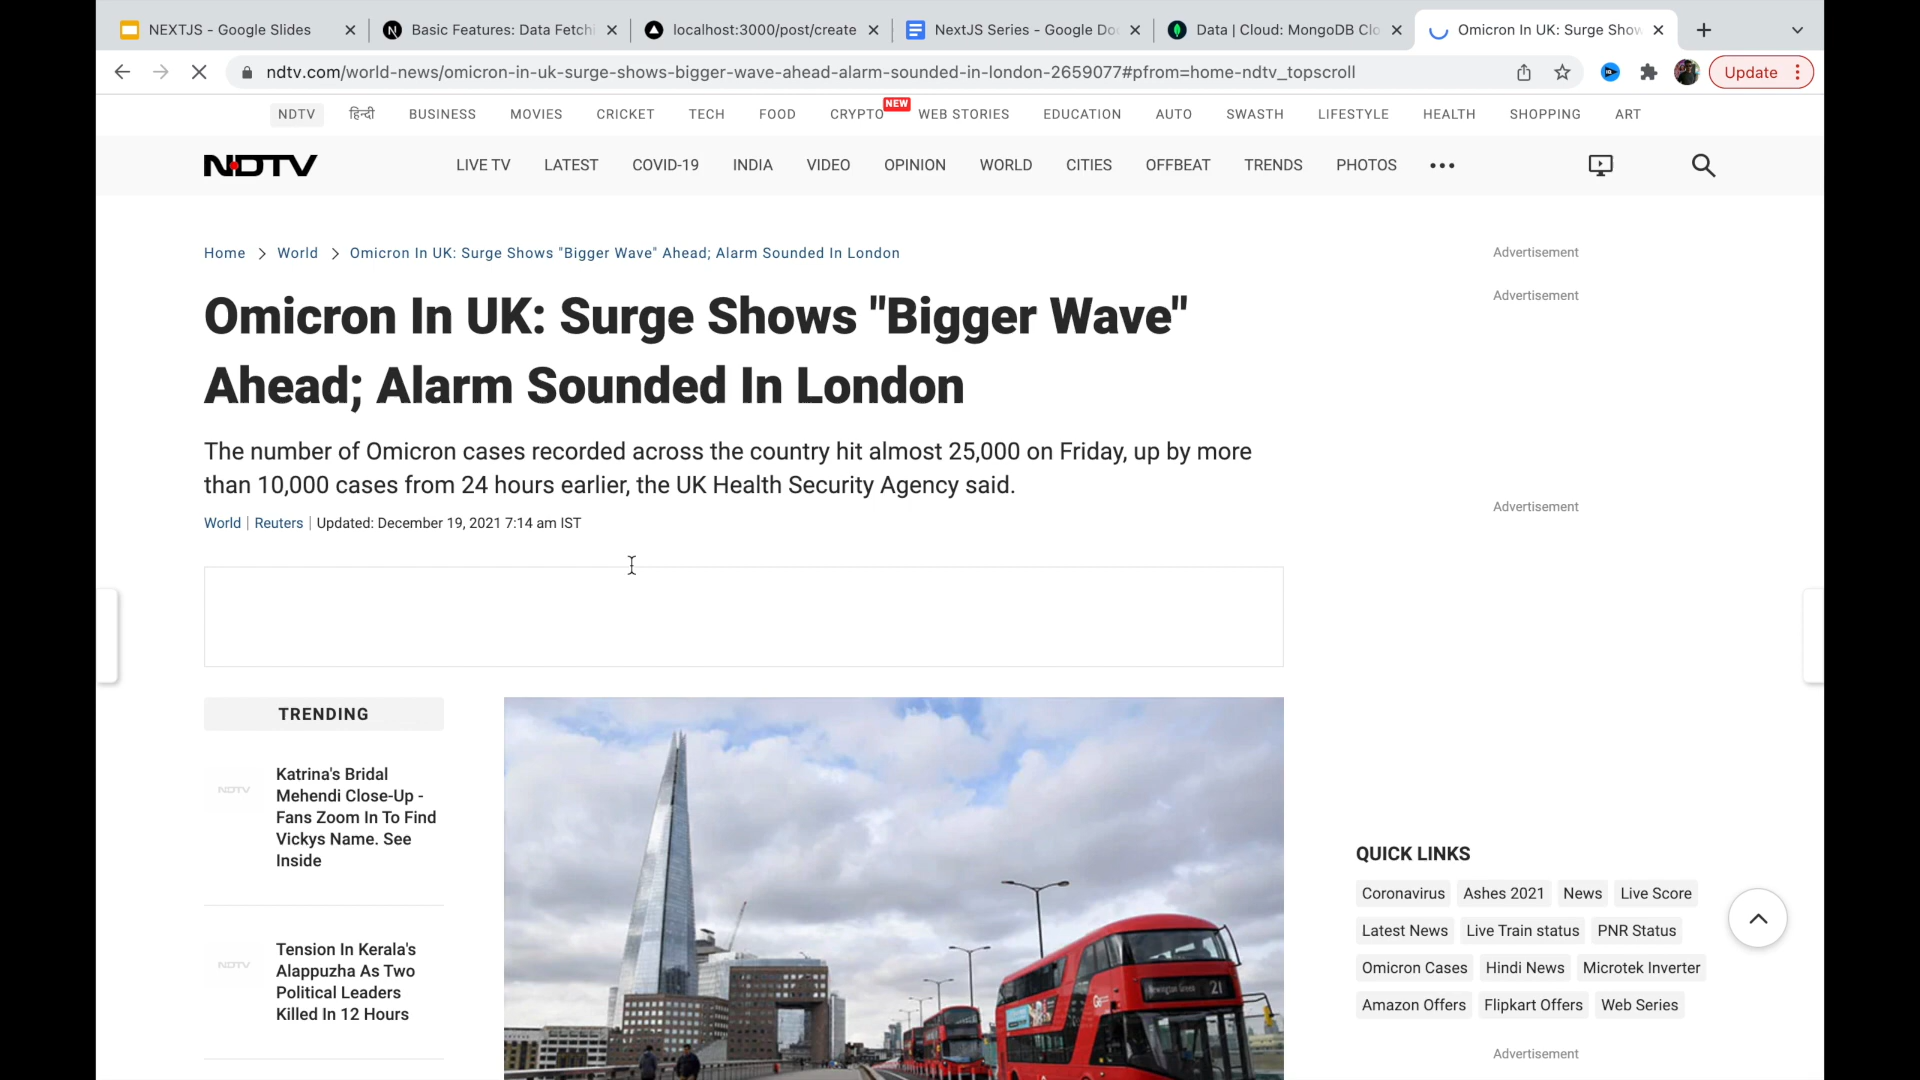 NEXTJS - Google Slides
Basic Features: Data Fetchi
localhost:3000/post/create
NextJS Series - Google Do
Data | Cloud: MongoDB Clo
Omicron In UK: Surge Show
ndtv.com/world-news/omicron-in-uk-surge-shows-bigger-wave-ahead-alarm-sounded-in-london-2659077#pfrom=home-ndtv_topscroll
Update
NDTV हिन्दी BUSINESS MOVIES CRICKET TECH FOOD CRYPTO NEW WEB STORIES EDUCATION AUTO SWASTH LIFESTYLE HEALTH SHOPPING ART
NDTV LIVE TV LATEST COVID-19 INDIA VIDEO OPINION WORLD CITIES OFFBEAT TRENDS PHOTOS
Home > World > Omicron In UK: Surge Shows "Bigger Wave" Ahead; Alarm Sounded In London
Omicron In UK: Surge Shows "Bigger Wave"
Ahead; Alarm Sounded In London
The number of Omicron cases recorded across the country hit almost 25,000 on Friday, up by more
than 10,000 cases from 24 hours earlier, the UK Health Security Agency said.
World | Reuters | Updated: December 19, 2021 7:14 am IST
TRENDING
NDTV
Katrina's Bridal
Mehendi Close-Up -
Fans Zoom In To Find
Vickys Name. See
Inside
NDTV
Tension In Kerala's
Alappuzha As Two
Political Leaders
Killed In 12 Hours
Newington Green 21
Advertisement
Advertisement
Advertisement
QUICK LINKS
Coronavirus Ashes 2021 News Live Score
Latest News Live Train status PNR Status
Omicron Cases Hindi News Microtek Inverter
Amazon Offers Flipkart Offers Web Series
Advertisement